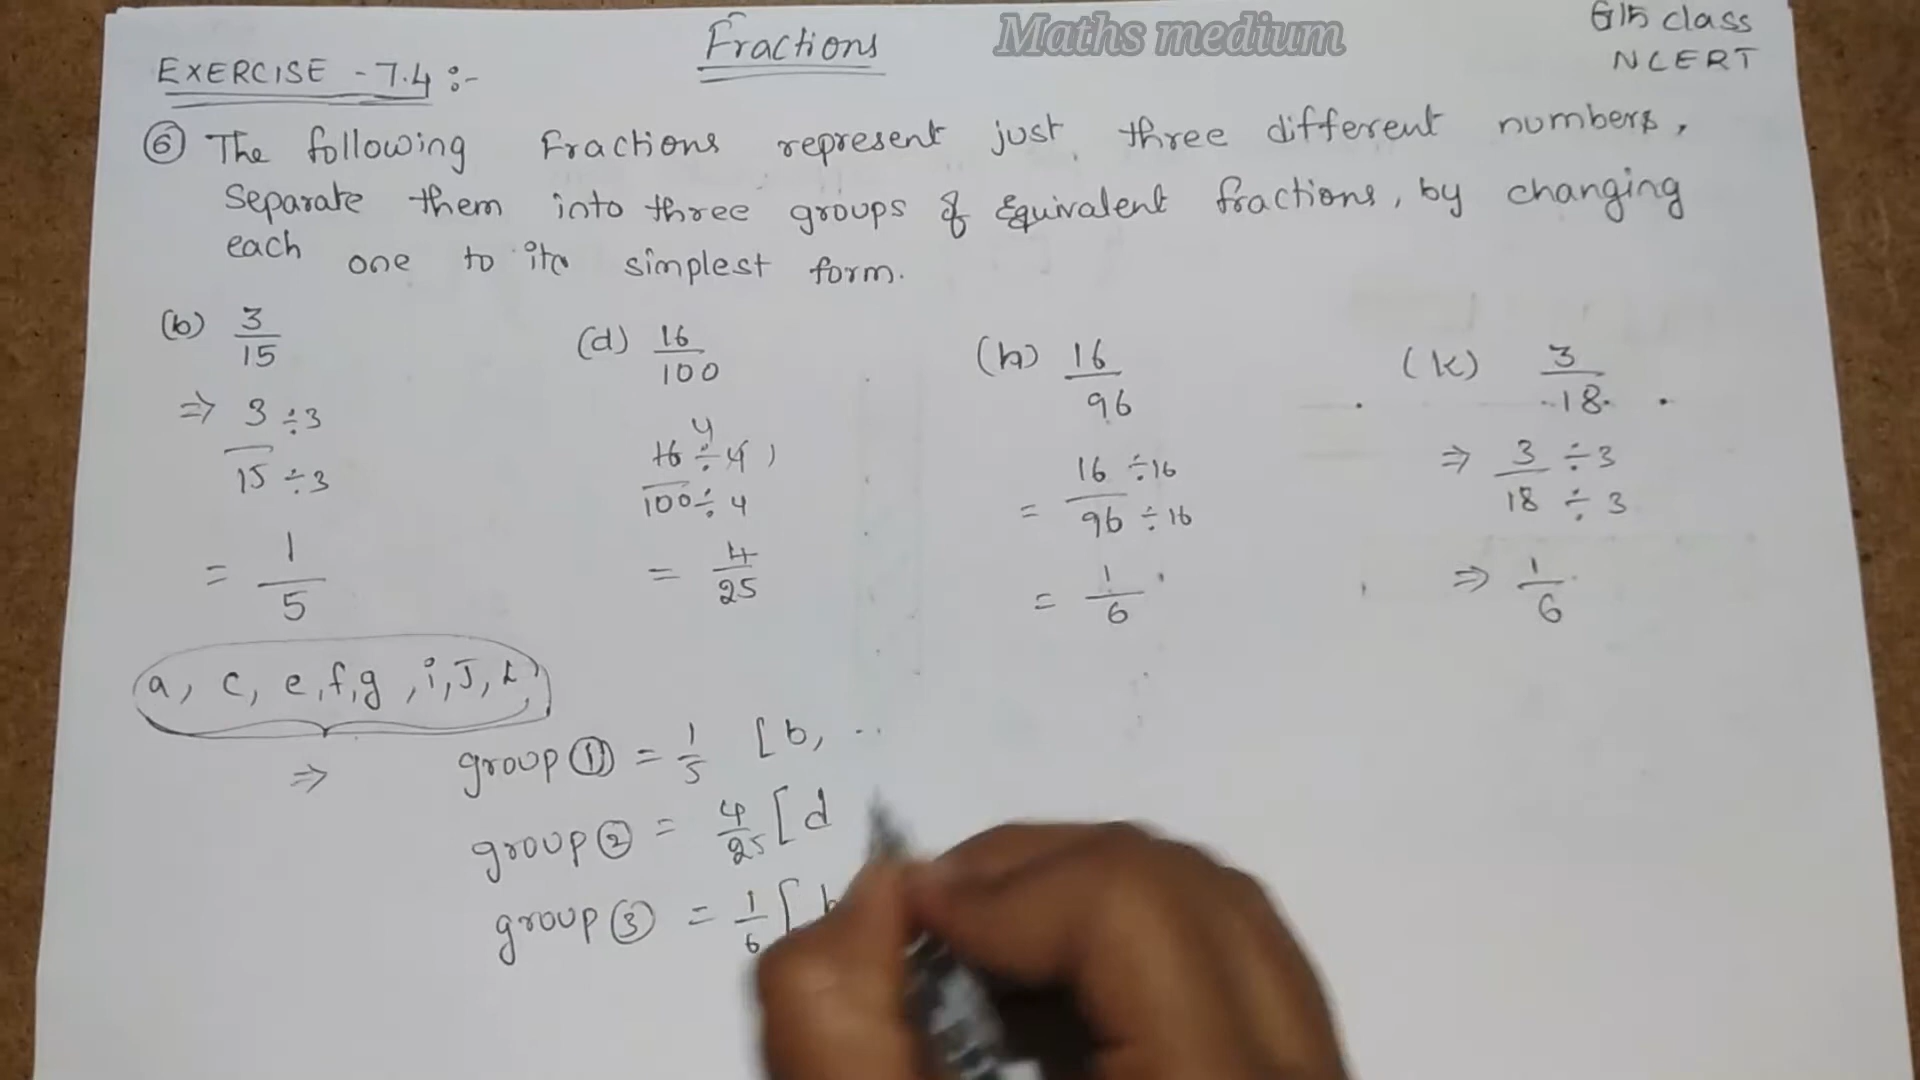 Fractions
Maths medium
6th class
NCERT
EXERCISE - 7.4 :-
⑥ The following Fractions represent just three different numbers,
separate them into three groups of Equivalent fractions, by changing
each one to its simplest form.
(b) 3/15
(d) 16/100
(h) 16/96
(k) 3/18
⇒ 3 ÷3 / 15 ÷3
16 ÷ 4 / 100 ÷ 4
= 16 ÷16 / 96 ÷16
⇒ 3 ÷3 / 18 ÷ 3
= 1/5
= 4/25
= 1/6
⇒ 1/6
a, c, e, f, g, i, J, L
⇒ group ① = 1/5 [b, ..
group ② = 4/25 [d
group ③ = 1/6 [